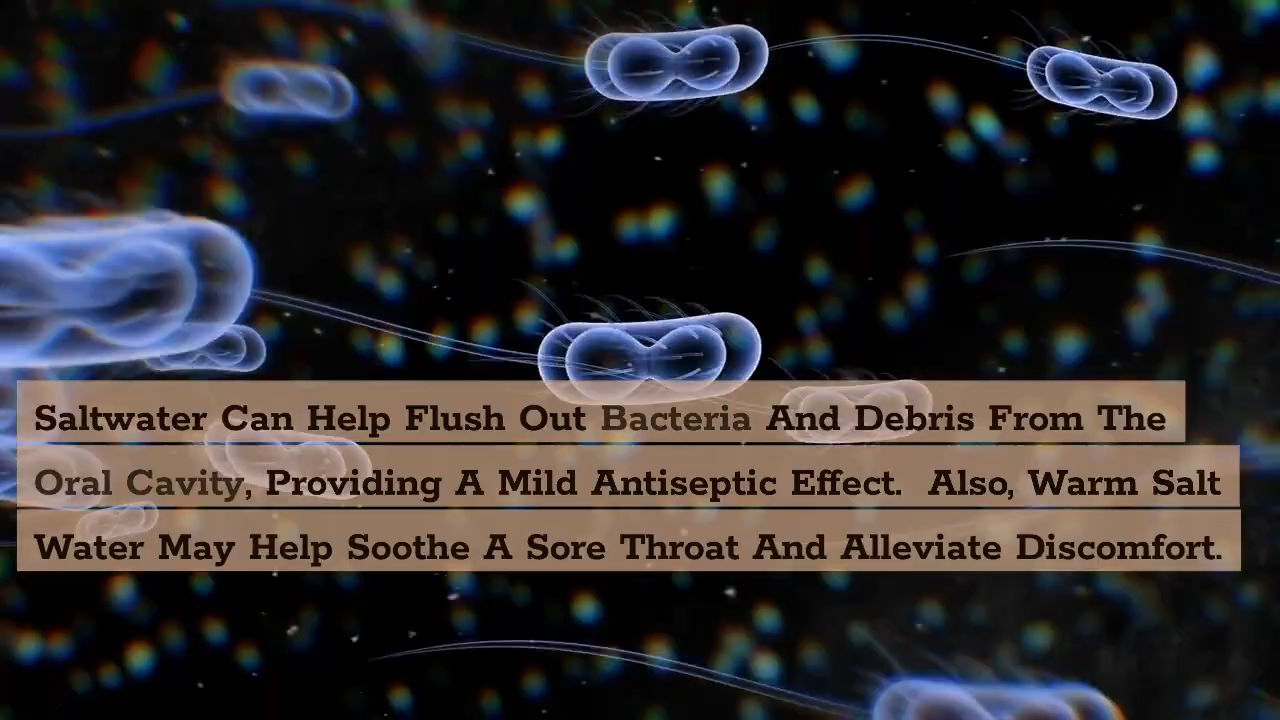 Saltwater Can Help Flush Out Bacteria And Debris From The
Oral Cavity, Providing A Mild Antiseptic Effect.  Also, Warm Salt
Water May Help Soothe A Sore Throat And Alleviate Discomfort.